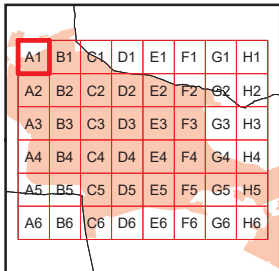 A1 B1 C1 D1 E1 F1 G1 H1
A2 B2 C2 D2 E2 F2 G2 H2
A3 B3 C3 D3 E3 F3 G3 H3
A4 B4 C4 D4 E4 F4 G4 H4
A5 B5 C5 D5 E5 F5 G5 H5
A6 B6 C6 D6 E6 F6 G6 H6